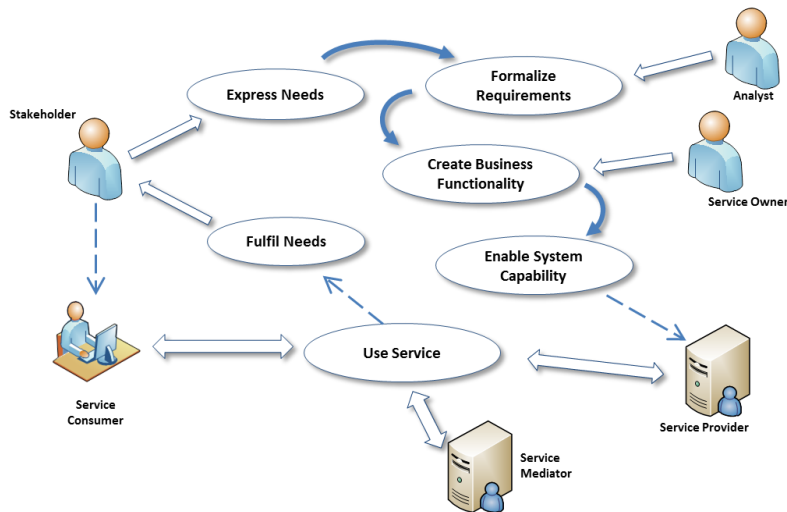 Express Needs
Formalize
Requirements
Analyst
Stakeholder
Create Business
Functionality
Service Owner
Fulfil Needs
Enable System
Capability
Use Service
Service
Consumer
Service Provider
Service
Mediator